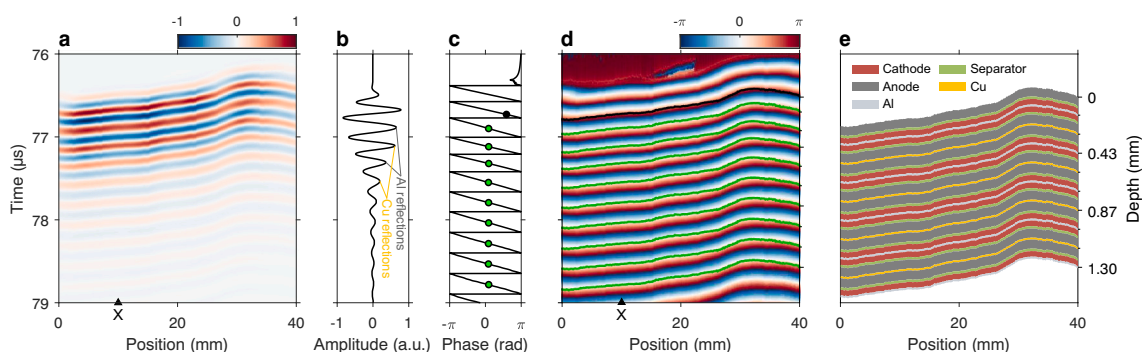 a
-1 0 1
b
c
d
-π 0 π
e
76
77
78
79
Time (µs)
0 20 40
X
Position (mm)
Al reflections
Cu reflections
-1 0 1
Amplitude (a.u.)
-π 0 π
Phase (rad)
0 20 40
X
Position (mm)
Cathode Separator
Anode Cu
Al
0
0.43
0.87
1.30
Depth (mm)
0 20 40
Position (mm)